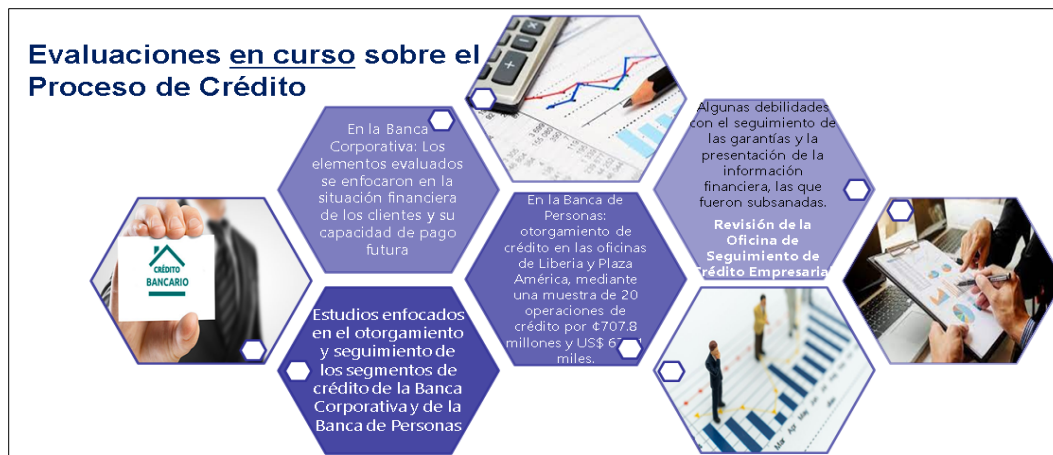 Evaluaciones en curso sobre el
Proceso de Crédito
En la Banca
Corporativa: Los
elementos evaluados
se enfocaron en la
situación financiera
de los clientes y su
capacidad de pago
futura
Algunas debilidades
con el seguimiento de
las garantías y la
presentación de la
información
financiera, las que
fueron subsanadas.
Revisión de la
Oficina de
Seguimiento de
Crédito Empresarial
En la Banca de
Personas:
otorgamiento de
crédito en las oficinas
de Liberia y Plaza
América, mediante
una muestra de 20
operaciones de
crédito por ¢707.8
millones y US$
miles.
CRÉDITO
BANCARIO
Estudios enfocados
en el otorgamiento
y seguimiento de
los segmentos de
crédito de la Banca
Corporativa y de la
Banca de Personas
Mar Apr May Jun